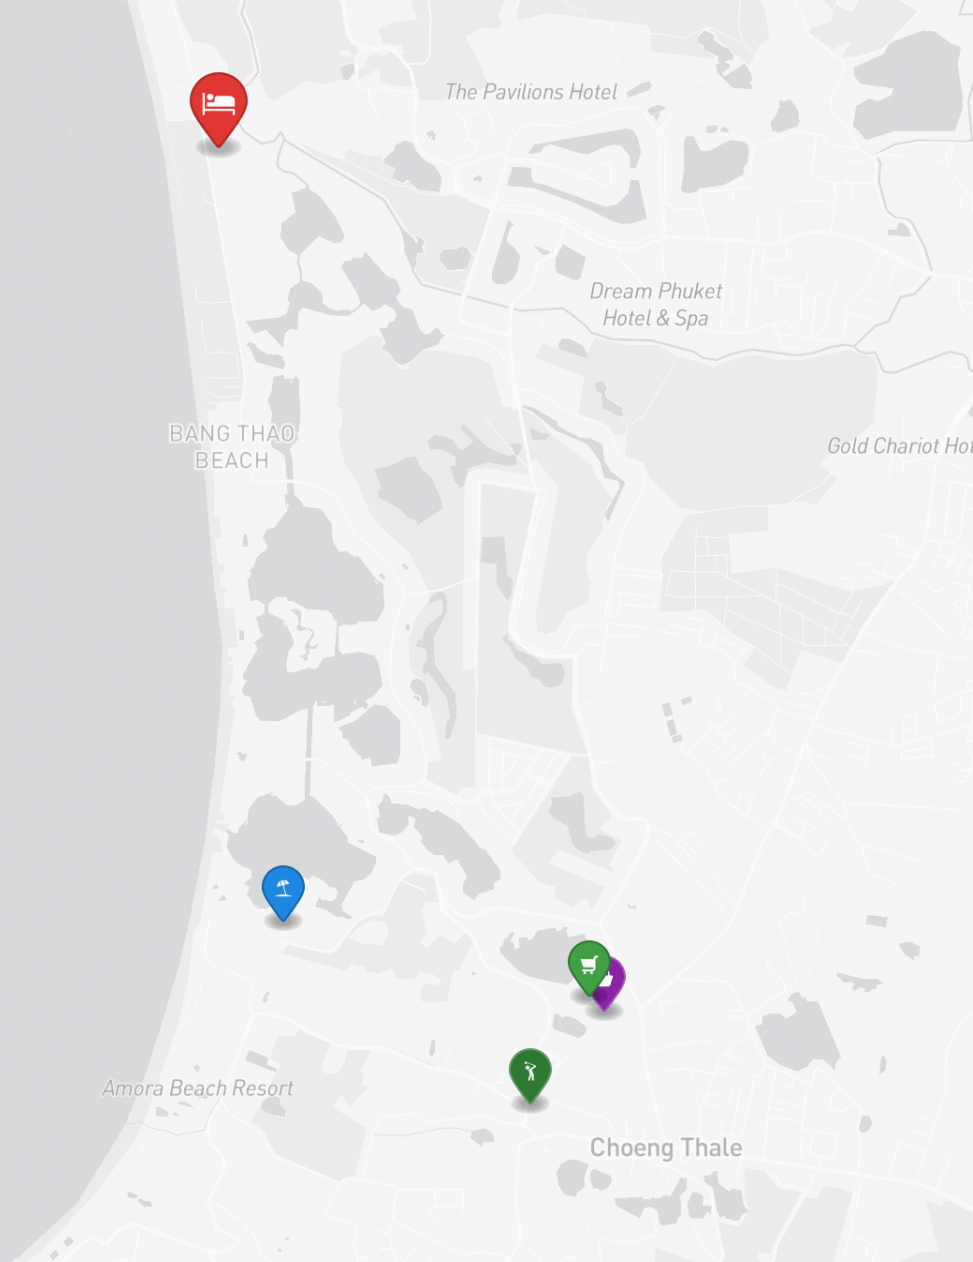 The Pavilions Hotel
Dream Phuket
Hotel & Spa
BANG THAO
BEACH
Gold Chariot Hot
Amora Beach Resort
Choeng Thale